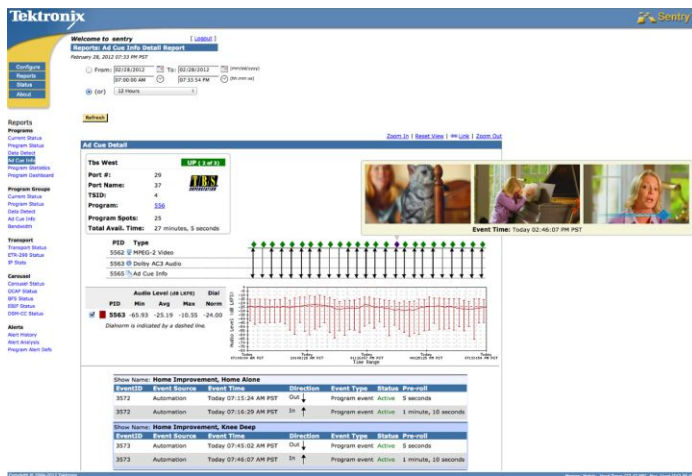 Tektronix
Sentry
Welcome to sentry [ Logout ]
Reports: Ad Cue Info Detail Report
February 28, 2012 07:33 PM PST
Configure
Reports
Status
About
From: 02/28/2012 To: 02/28/2012 (mm/dd/yyyy)
07:00:00 AM 07:33:54 PM (hh:mm:ss)
(or) 12 Hours
Refresh
Zoom In | Reset View | Link | Zoom Out
Reports
Programs
Current Status
Program Status
Data Detect
Ad Cue Info
Program Statistics
Program Dashboard
Program Groups
Current Status
Program Status
Data Detect
Ad Cue Info
Bandwidth
Transport
Transport Status
ETR-290 Status
IP Stats
Carousel
Carousel Status
OCAP Status
BFS Status
EBIF Status
DSM-CC Status
Alerts
Alert History
Alert Analysis
Program Alert Defs
Ad Cue Detail
Tbs West UP ( 3 of 3)
Port #: 29
Port Name: 37
TSID: 4
Program: 556
Program Spots: 25
Total Avail. Time: 27 minutes, 5 seconds
TBS
SUPERSTATION
Event Time: Today 02:46:07 PM PST
PID Type
5562 MPEG-2 Video
5563 Dolby AC3 Audio
5565 Ad Cue Info
Audio Level (dB LKFS) Dial
PID Min Avg Max Norm
5563 -65.93 -25.19 -10.55 -24.00
Dialnorm is indicated by a dashed line.
Audio Level (dB LKFS)
Today Today Today Today Today
Time Range
Show Name: Home Improvement, Home Alone
EventID Event Source Event Time Direction Event Type Status Pre-roll
3572 Automation Today 07:15:24 AM PST Out Program event Active 5 seconds
3572 Automation Today 07:16:29 AM PST In Program event Active 1 minute, 10 seconds
Show Name: Home Improvement, Knee Deep
EventID Event Source Event Time Direction Event Type Status Pre-roll
3573 Automation Today 07:45:02 AM PST Out Program event Active 5 seconds
3573 Automation Today 07:46:07 AM PST In Program event Active 1 minute, 10 seconds